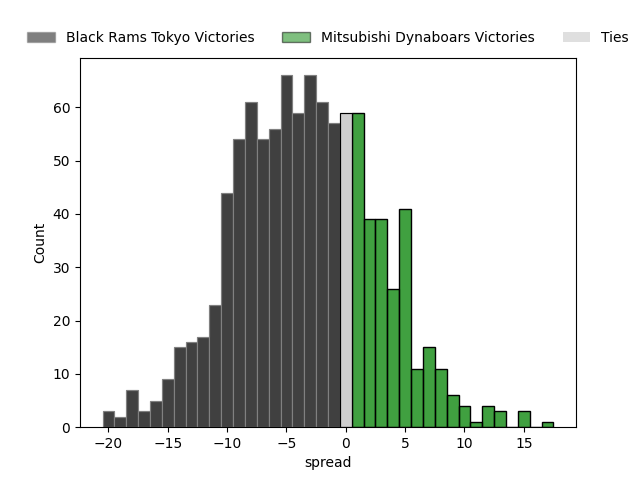 Black Rams Tokyo Victories Mitsubishi Dynaboars Victories Ties
60
50
40
30
20
10
0
Count
−20 −15 −10 −5 0 5 10 15
spread